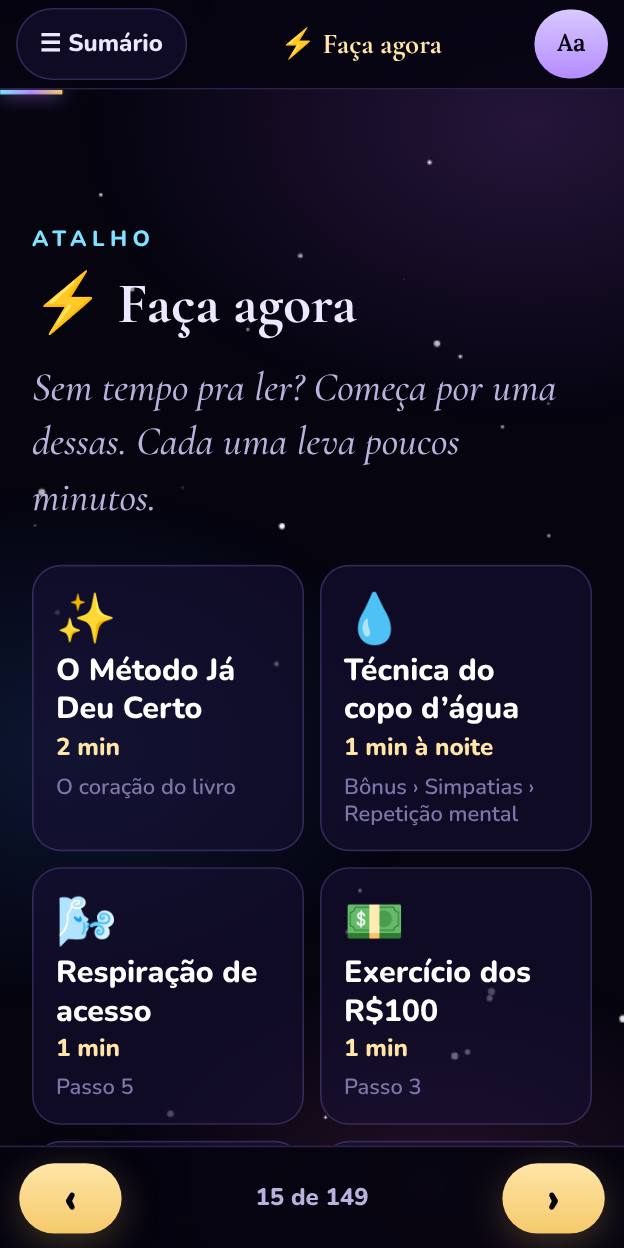 ☰ Sumário
⚡ Faça agora
Aa
ATALHO
⚡ Faça agora
Sem tempo pra ler? Começa por uma
dessas. Cada uma leva poucos
minutos.
✨
O Método Já
Deu Certo
2 min
O coração do livro
💧
Técnica do
copo d’água
1 min à noite
Bônus › Simpatias ›
Repetição mental
🌬️
Respiração de
acesso
1 min
Passo 5
💵
Exercício dos
R$100
1 min
Passo 3
‹
15 de 149
›